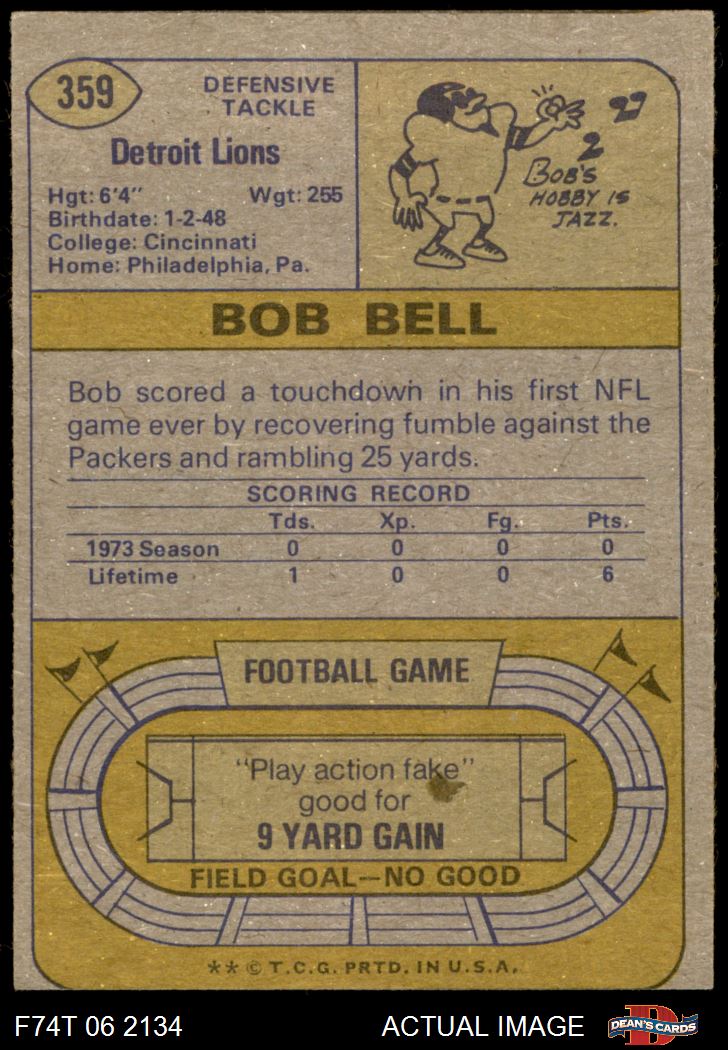 359
DEFENSIVE
TACKLE
Detroit Lions
Hgt: 6'4" Wgt: 255
Birthdate: 1-2-48
College: Cincinnati
Home: Philadelphia, Pa.
BOB'S
HOBBY IS
JAZZ.
BOB BELL
Bob scored a touchdown in his first NFL
game ever by recovering fumble against the
Packers and rambling 25 yards.
SCORING RECORD
Tds. Xp. Fg. Pts.
1973 Season 0 0 0 0
Lifetime 1 0 0 6
FOOTBALL GAME
"Play action fake"
good for
9 YARD GAIN
FIELD GOAL—NO GOOD
** © T.C.G. PRTD. IN U.S.A.
F74T 06 2134 ACTUAL IMAGE
D
DEAN'S CARDS